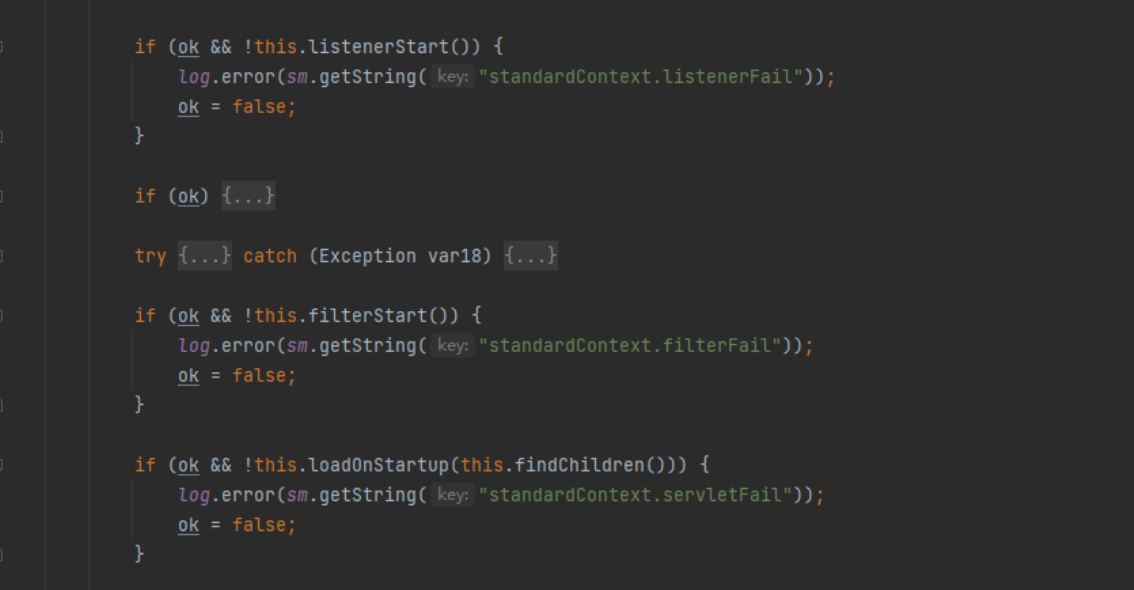 if (ok && !this.listenerStart()) {
log.error(sm.getString( key: "standardContext.listenerFail"));
ok = false;
}
if (ok) {...}
try {...} catch (Exception var18) {...}
if (ok && !this.filterStart()) {
log.error(sm.getString( key: "standardContext.filterFail"));
ok = false;
}
if (ok && !this.loadOnStartup(this.findChildren())) {
log.error(sm.getString( key: "standardContext.servletFail"));
ok = false;
}